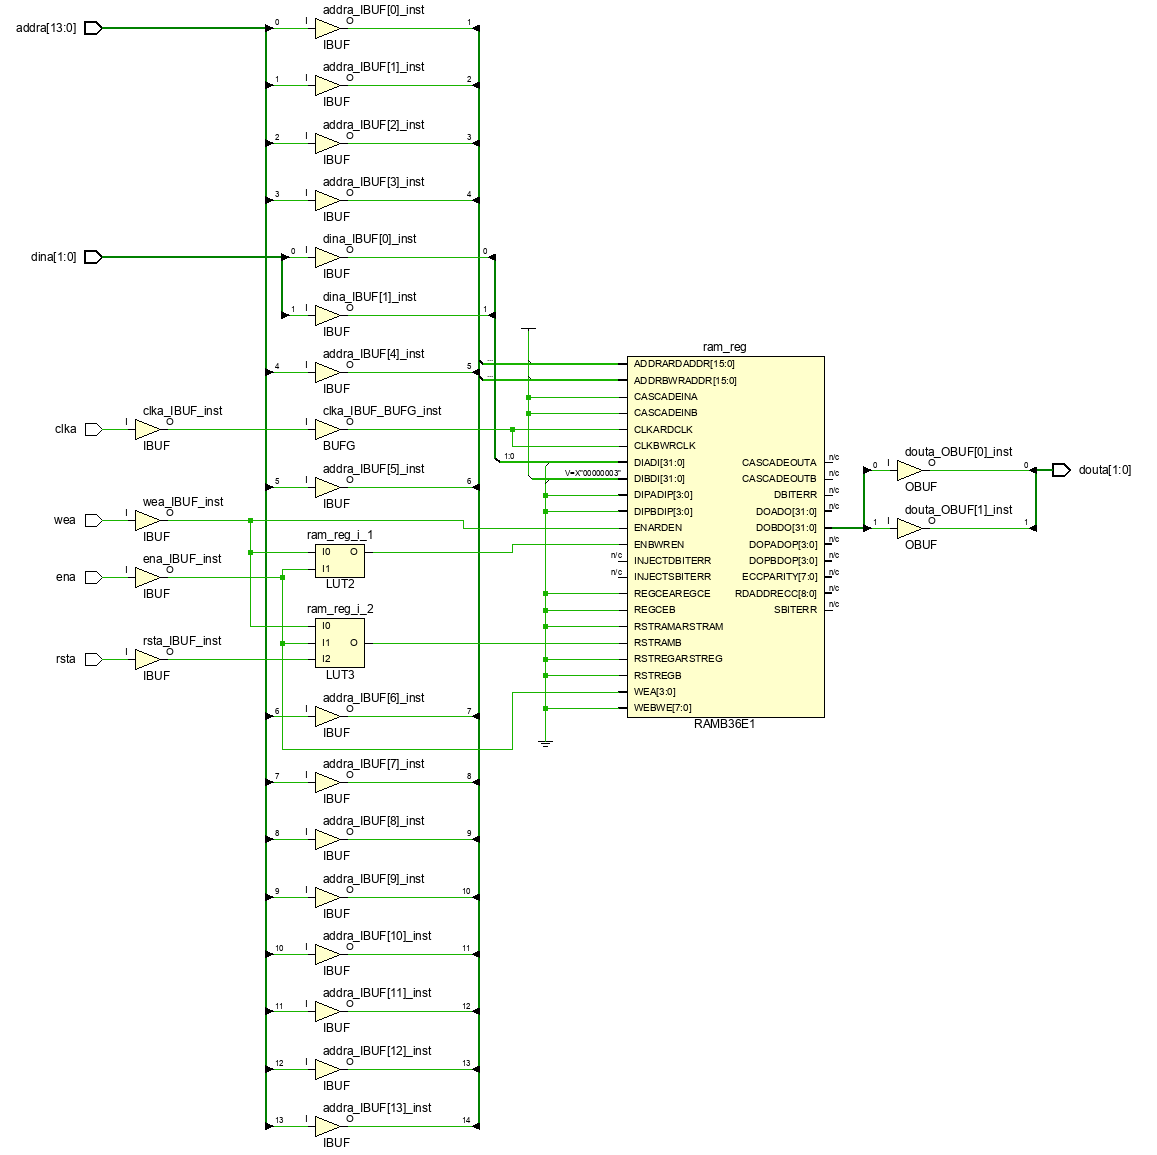 addra[13:0]
0 I addra_IBUF[0]_inst O 1
IBUF
1 I addra_IBUF[1]_inst O 2
IBUF
2 I addra_IBUF[2]_inst O 3
IBUF
3 I addra_IBUF[3]_inst O 4
IBUF
dina[1:0]
0 I dina_IBUF[0]_inst O 0
IBUF
1 I dina_IBUF[1]_inst O 1
IBUF
4 I addra_IBUF[4]_inst O 5
IBUF
clka
I clka_IBUF_inst O
IBUF
I clka_IBUF_BUFG_inst O
BUFG
5 I addra_IBUF[5]_inst O 6
IBUF
wea
I wea_IBUF_inst O
IBUF
ena
I ena_IBUF_inst O
IBUF
ram_reg_i_1
I0 O
I1
LUT2
rsta
I rsta_IBUF_inst O
IBUF
ram_reg_i_2
I0
I1 O
I2
LUT3
6 I addra_IBUF[6]_inst O 7
IBUF
7 I addra_IBUF[7]_inst O 8
IBUF
8 I addra_IBUF[8]_inst O 9
IBUF
9 I addra_IBUF[9]_inst O 10
IBUF
10 I addra_IBUF[10]_inst O 11
IBUF
11 I addra_IBUF[11]_inst O 12
IBUF
12 I addra_IBUF[12]_inst O 13
IBUF
13 I addra_IBUF[13]_inst O 14
IBUF
ram_reg
... ADDRARDADDR[15:0]
... ADDRBWRADDR[15:0]
CASCADEINA
CASCADEINB
CLKARDCLK
CLKBWRCLK
1:0 DIADI[31:0] CASCADEOUTA n/c
V=X"00000003" DIBDI[31:0] CASCADEOUTB n/c
DIPADIP[3:0] DBITERR n/c
DIPBDIP[3:0] DOADO[31:0] n/c
ENARDEN DOBDO[31:0]
ENBWREN DOPADOP[3:0] n/c
n/c INJECTDBITERR DOPBDOP[3:0] n/c
n/c INJECTSBITERR ECCPARITY[7:0] n/c
REGCEAREGCE RDADDRECC[8:0] n/c
REGCEB SBITERR n/c
RSTRAMARSTRAM
RSTRAMB
RSTREGARSTREG
RSTREGB
WEA[3:0]
WEBWE[7:0]
RAMB36E1
0 I douta_OBUF[0]_inst O 0
OBUF
1 I douta_OBUF[1]_inst O 1
OBUF
douta[1:0]